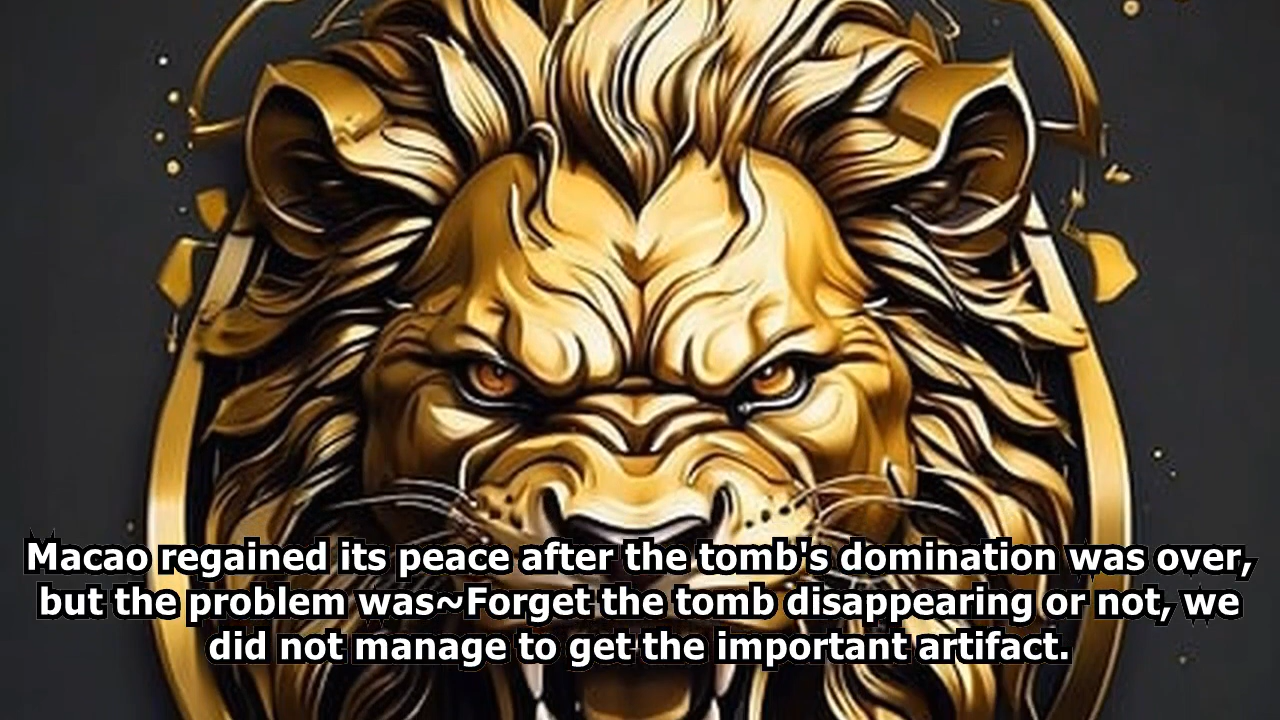 Macao regained its peace after the tomb's domination was over,
but the problem was~Forget the tomb disappearing or not, we
did not manage to get the important artifact.